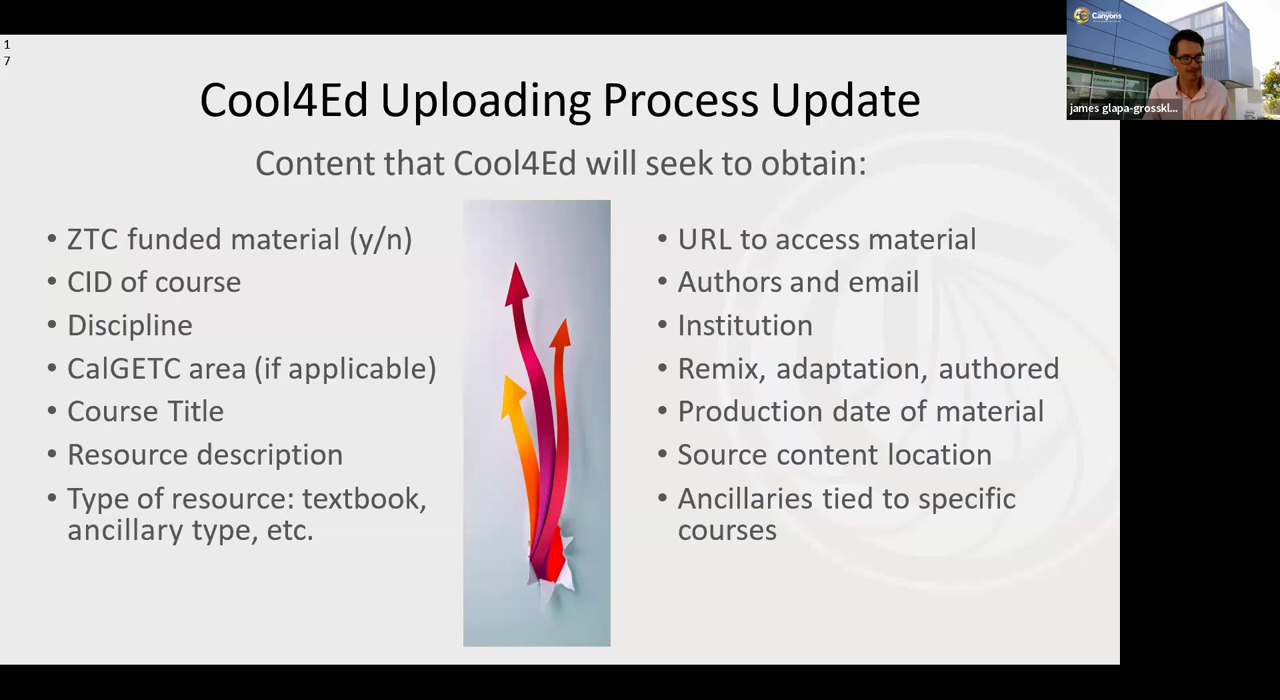 1
7
Canyons
james glapa-grosskl...
Cool4Ed Uploading Process Update
Content that Cool4Ed will seek to obtain:
• ZTC funded material (y/n)
• CID of course
• Discipline
• CalGETC area (if applicable)
• Course Title
• Resource description
• Type of resource: textbook,
ancillary type, etc.
• URL to access material
• Authors and email
• Institution
• Remix, adaptation, authored
• Production date of material
• Source content location
• Ancillaries tied to specific
courses